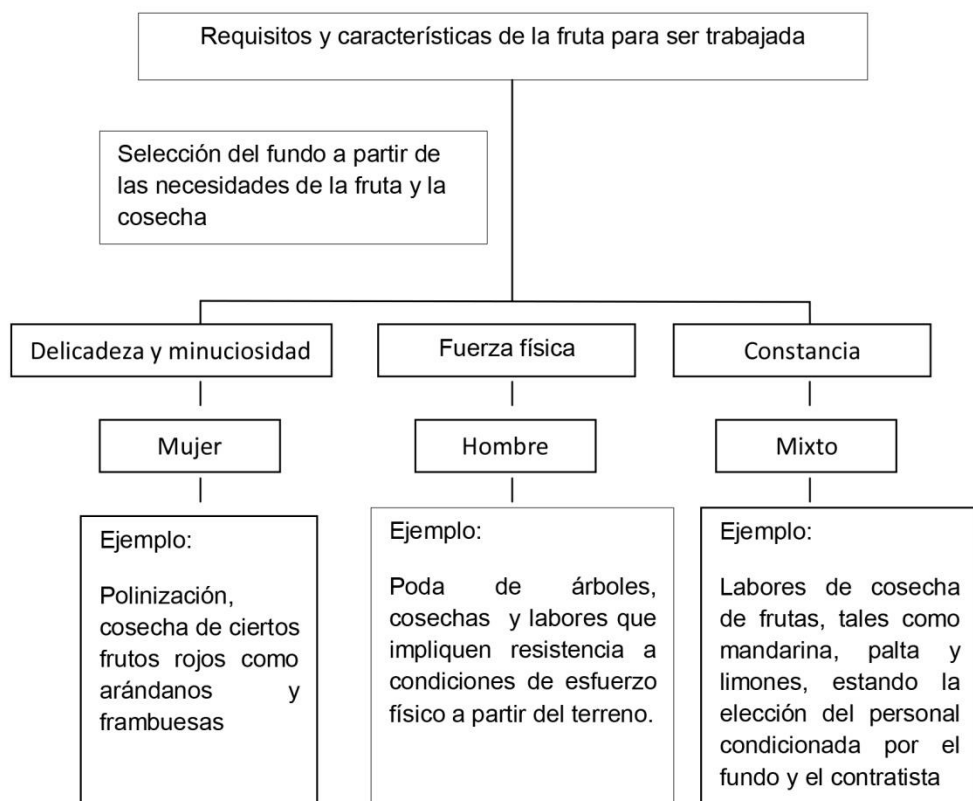 Requisitos y características de la fruta para ser trabajada
Selección del fundo a partir de
las necesidades de la fruta y la
cosecha
Delicadeza y minuciosidad
Fuerza física
Constancia
Mujer
Hombre
Mixto
Ejemplo:
Polinización,
cosecha de ciertos
frutos rojos como
arándanos y
frambuesas
Ejemplo:
Poda de árboles,
cosechas y labores que
impliquen resistencia a
condiciones de esfuerzo
físico a partir del terreno.
Ejemplo:
Labores de cosecha
de frutas, tales como
mandarina, palta y
limones, estando la
elección del personal
condicionada por el
fundo y el contratista